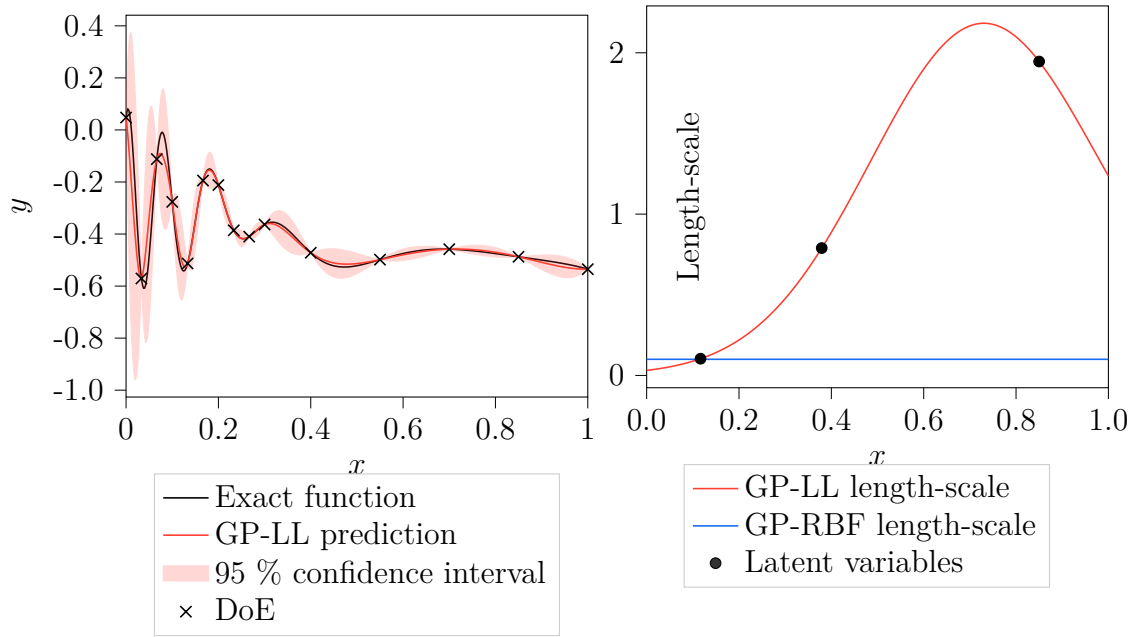 0.4
0.2
0.0
-0.2
-0.4
-0.6
-0.8
-1.0
y
0
0.2
0.4
0.6
0.8
1
x
Exact function
GP-LL prediction
95 % confidence interval
DoE
2
1
0
Length-scale
0.0
0.2
0.4
0.6
0.8
1.0
x
GP-LL length-scale
GP-RBF length-scale
Latent variables